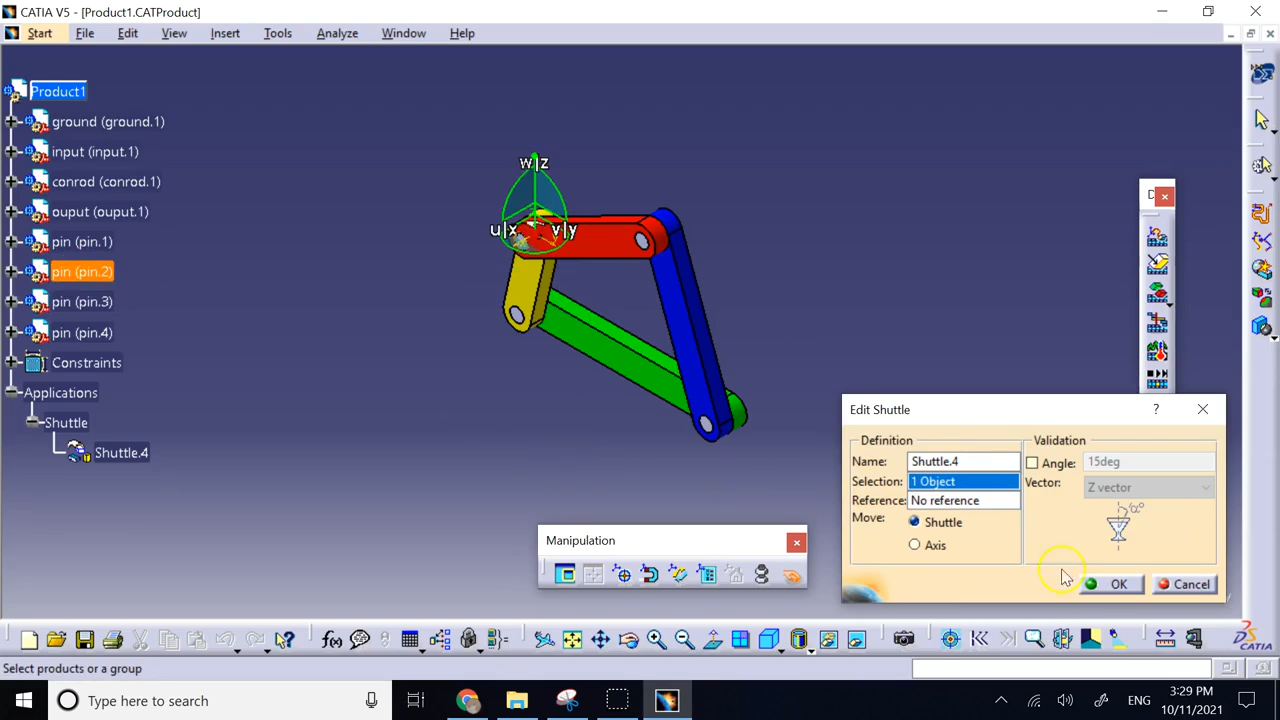 CATIA V5 - [Product1.CATProduct]
Start File Edit View Insert Tools Analyze Window Help
Product1
ground (ground.1)
input (input.1)
conrod (conrod.1)
ouput (ouput.1)
pin (pin.1)
pin (pin.2)
pin (pin.3)
pin (pin.4)
Constraints
Applications
Shuttle
Shuttle.4
w|z
u|x
v|y
D
Edit Shuttle
?
Definition
Name: Shuttle.4
Selection: 1 Object
Reference: No reference
Move: Shuttle
Axis
Validation
Angle: 15deg
Vector: Z vector
α°
OK Cancel
Manipulation
f(x)
Select products or a group
DS CATIA
Type here to search
ENG
3:29 PM
10/11/2021